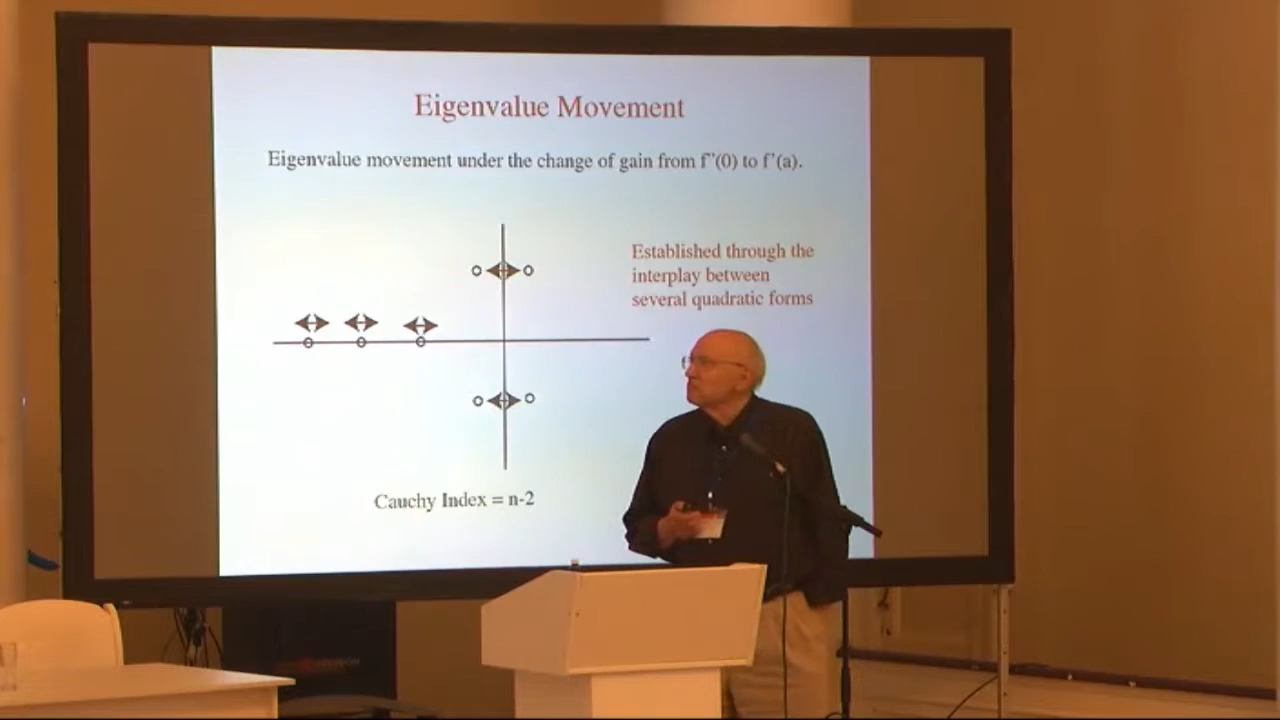 Eigenvalue Movement
Eigenvalue movement under the change of gain from f'(0) to f'(a).
Established through the
interplay between
several quadratic forms
Cauchy Index = n-2